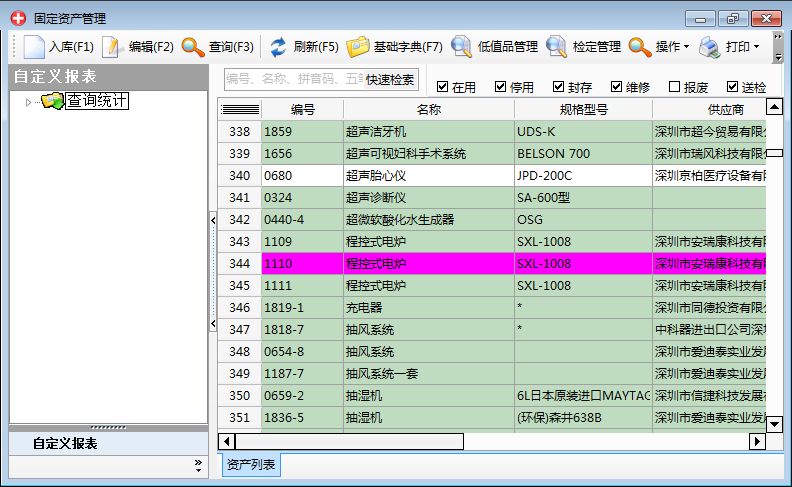 固定资产管理
入库(F1) 编辑(F2) 查询(F3) 刷新(F5) 基础字典(F7) 低值品管理 检定管理 操作 打印
自定义报表
查询统计
编号、名称、拼音码、五 快速检索 在用 停用 封存 维修 报废 送检
编号 名称 规格型号 供应商
338 1859 超声洁牙机 UDS-K 深圳市超今贸易有限
339 1656 超声可视妇科手术系统 BELSON 700 深圳市瑞风科技有限
340 0680 超声胎心仪 JPD-200C 深圳京柏医疗设备有限
341 0324 超声诊断仪 SA-600型
342 0440-4 超微软酸化水生成器 OSG
343 1109 程控式电炉 SXL-1008 深圳市安瑞康科技有限
344 1110 程控式电炉 SXL-1008 深圳市安瑞康科技有限
345 1111 程控式电炉 SXL-1008 深圳市安瑞康科技有限
346 1819-1 充电器 * 深圳市同德投资有限
347 1818-7 抽风系统 * 中科器进出口公司深圳
348 0654-8 抽风系统 深圳市爱迪泰实业发展
349 1187-7 抽风系统一套 深圳市爱迪泰实业发展
350 0659-2 抽湿机 6L日本原装进口MAYTAG 深圳市信捷科技发展
351 1836-5 抽湿机 (环保)森井638B 深圳市爱迪泰实业发展
自定义报表
资产列表